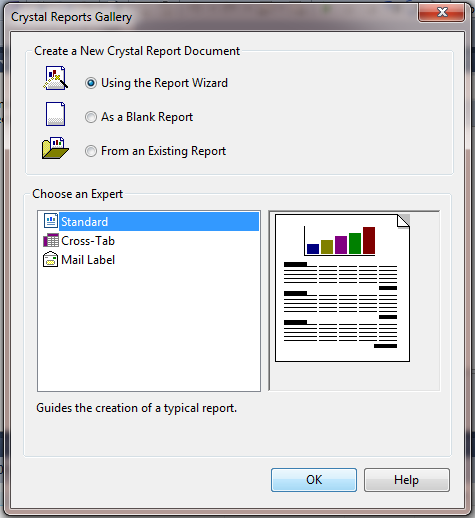 Crystal Reports Gallery
Create a New Crystal Report Document
Using the Report Wizard
As a Blank Report
From an Existing Report
Choose an Expert
Standard
Cross-Tab
Mail Label
Guides the creation of a typical report.
OK
Help